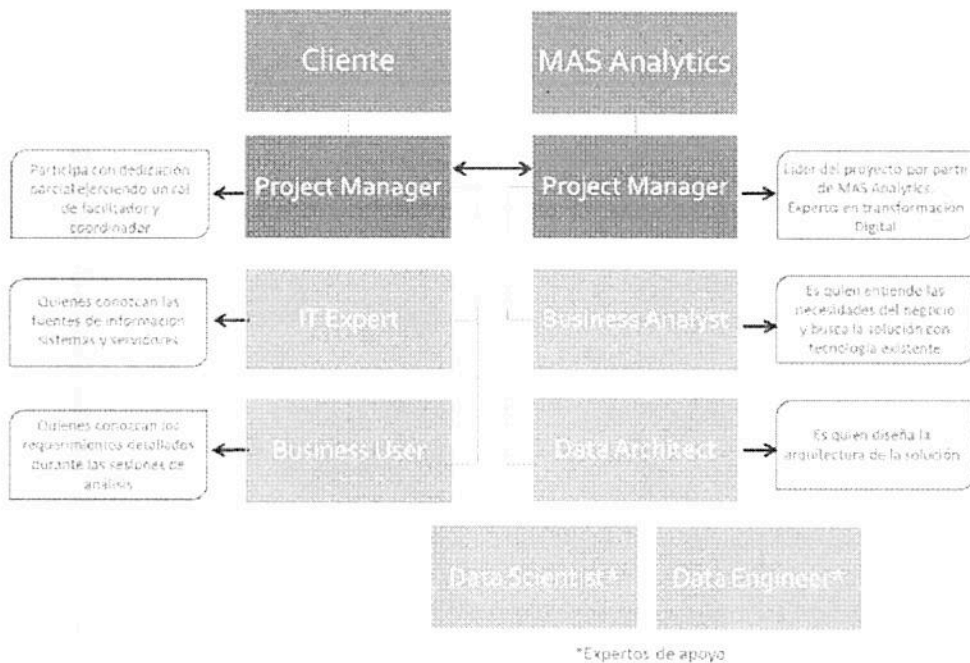 Cliente
MAS Analytics
Participa con dedicación
parcial ejerciendo un rol
de facilitador y
coordinador
Project Manager
Project Manager
Líder del proyecto por parte
de MAS Analytics.
Experto en transformación
Digital
Quienes conozcan las
fuentes de información
sistemas y servidores
IT Expert
Business Analyst
Es quien entiende las
necesidades del negocio
y busca la solución con
tecnología existente
Quienes conozcan los
requerimientos detallados
durante las sesiones de
análisis
Business User
Data Architect
Es quien diseña la
arquitectura de la solución
Data Scientist*
Data Engineer*
*Expertos de apoyo